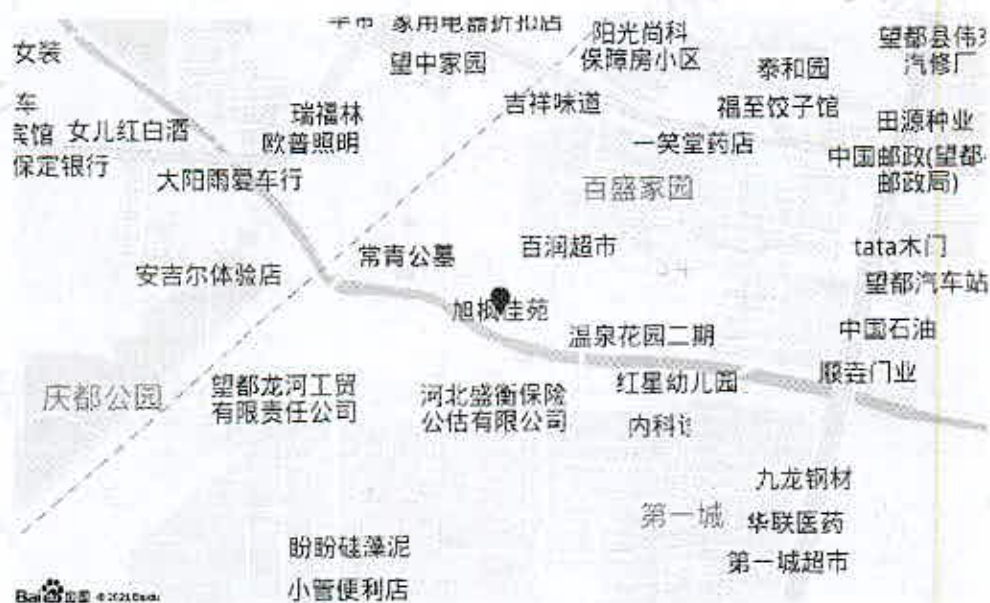 家用电器折扣店
阳光尚科
保障房小区
望都县伟
汽修厂
女装
望中家园
泰和园
车
宾馆
女儿红白酒
保定银行
瑞福林
欧普照明
吉祥味道
福至饺子馆
田源种业
一笑堂药店
中国邮政(望都
邮政局)
大阳雨爱车行
百盛家园
常青公墓
百润超市
tata木门
安吉尔体验店
望都汽车站
旭枫佳苑
温泉花园二期
中国石油
庆都公园
望都龙河工贸
有限责任公司
河北盛衡保险
公估有限公司
红星幼儿园
顺垚门业
内科
九龙钢材
第一城
华联医药
第一城超市
盼盼硅藻泥
小管便利店
Bai